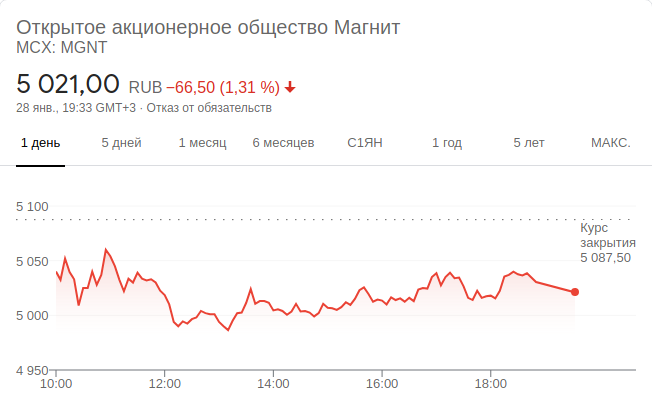 Открытое акционерное общество Магнит
MCX: MGNT
5 021,00 RUB −66,50 (1,31 %)
28 янв., 19:33 GMT+3 · Отказ от обязательств
1 день 5 дней 1 месяц 6 месяцев С1ЯН 1 год 5 лет МАКС.
5 100
Курс
закрытия
5 087,50
5 050
5 000
4 950
10:00 12:00 14:00 16:00 18:00